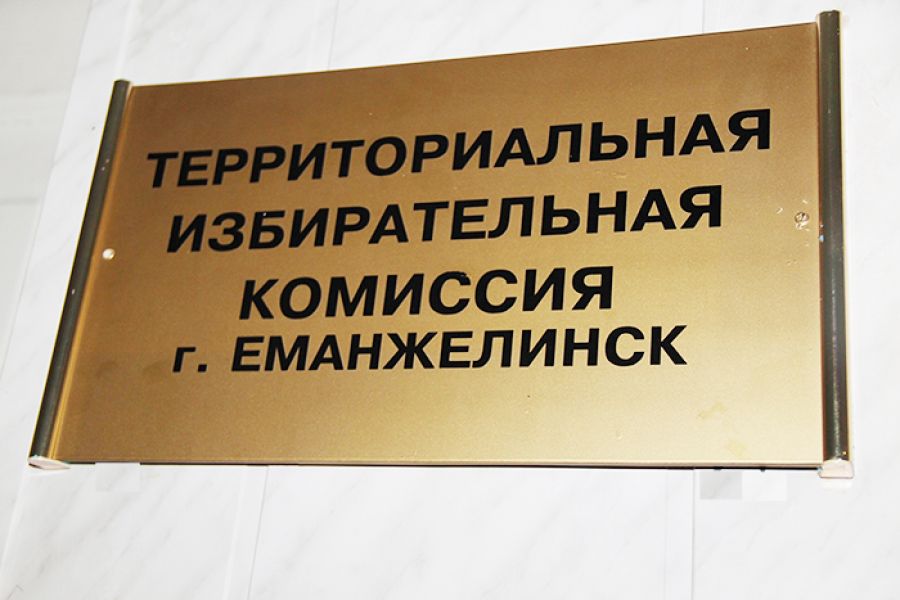 ТЕРРИТОРИАЛЬНАЯ
ИЗБИРАТЕЛЬНАЯ
КОМИССИЯ
г. ЕМАНЖЕЛИНСК